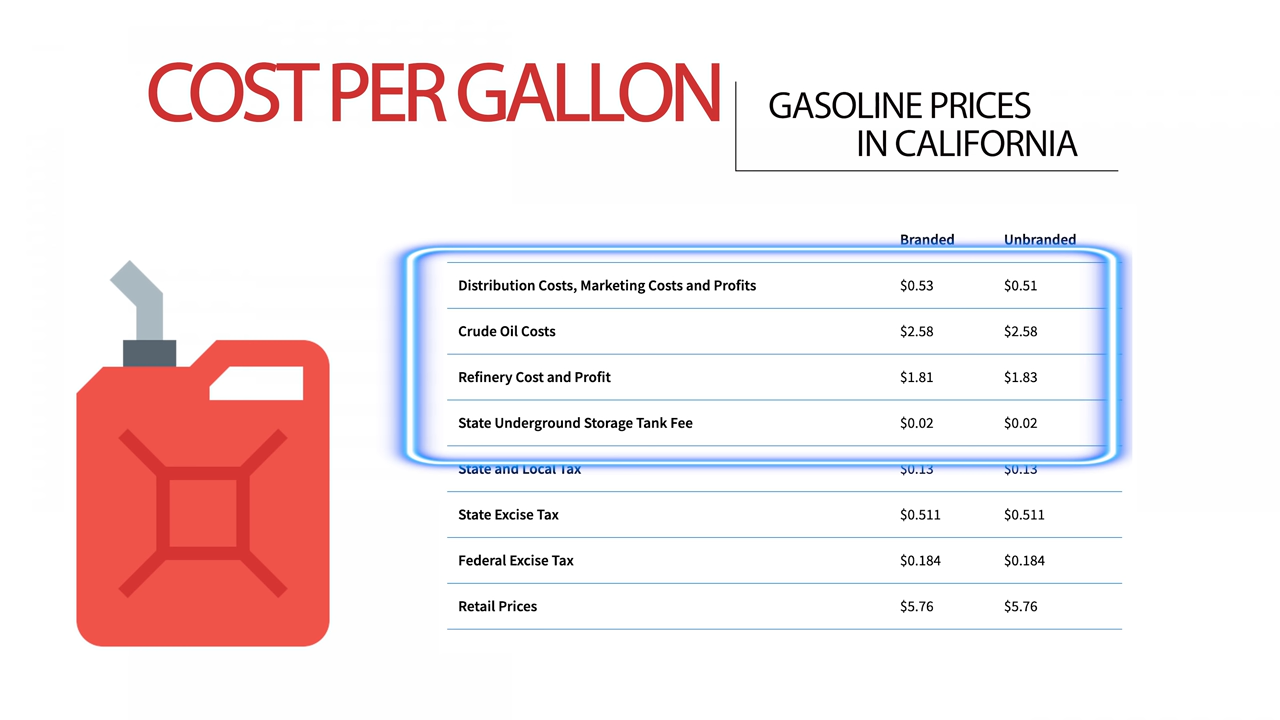 COST PER GALLON
GASOLINE PRICES
IN CALIFORNIA
Branded Unbranded
Distribution Costs, Marketing Costs and Profits $0.53 $0.51
Crude Oil Costs $2.58 $2.58
Refinery Cost and Profit $1.81 $1.83
State Underground Storage Tank Fee $0.02 $0.02
State and Local Tax $0.13 $0.13
State Excise Tax $0.511 $0.511
Federal Excise Tax $0.184 $0.184
Retail Prices $5.76 $5.76